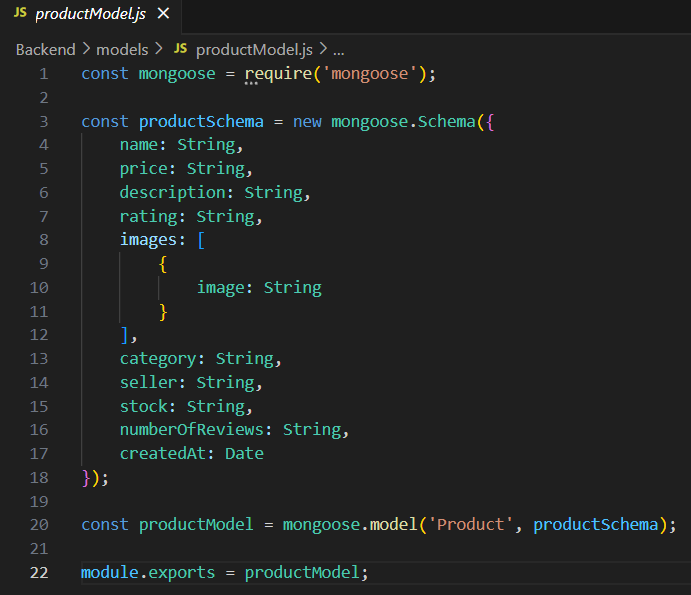 JS productModel.js ×
Backend > models > JS productModel.js > ...
1 const mongoose = require('mongoose');
2
3 const productSchema = new mongoose.Schema({
4     name: String,
5     price: String,
6     description: String,
7     rating: String,
8     images: [
9         {
10             image: String
11         }
12     ],
13     category: String,
14     seller: String,
15     stock: String,
16     numberOfReviews: String,
17     createdAt: Date
18 });
19
20 const productModel = mongoose.model('Product', productSchema);
21
22 module.exports = productModel;